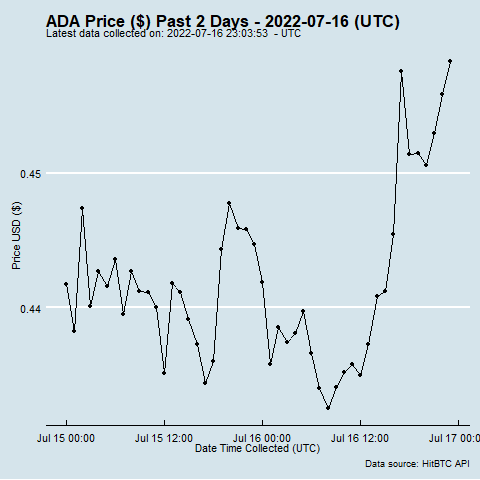 ADA Price ($) Past 2 Days - 2022-07-16 (UTC)
Latest data collected on: 2022-07-16 23:03:53 - UTC
0.45
Price USD ($)
0.44
Jul 15 00:00 Jul 15 12:00 Jul 16 00:00 Jul 16 12:00 Jul 17 00:00
Date Time Collected (UTC)
Data source: HitBTC API